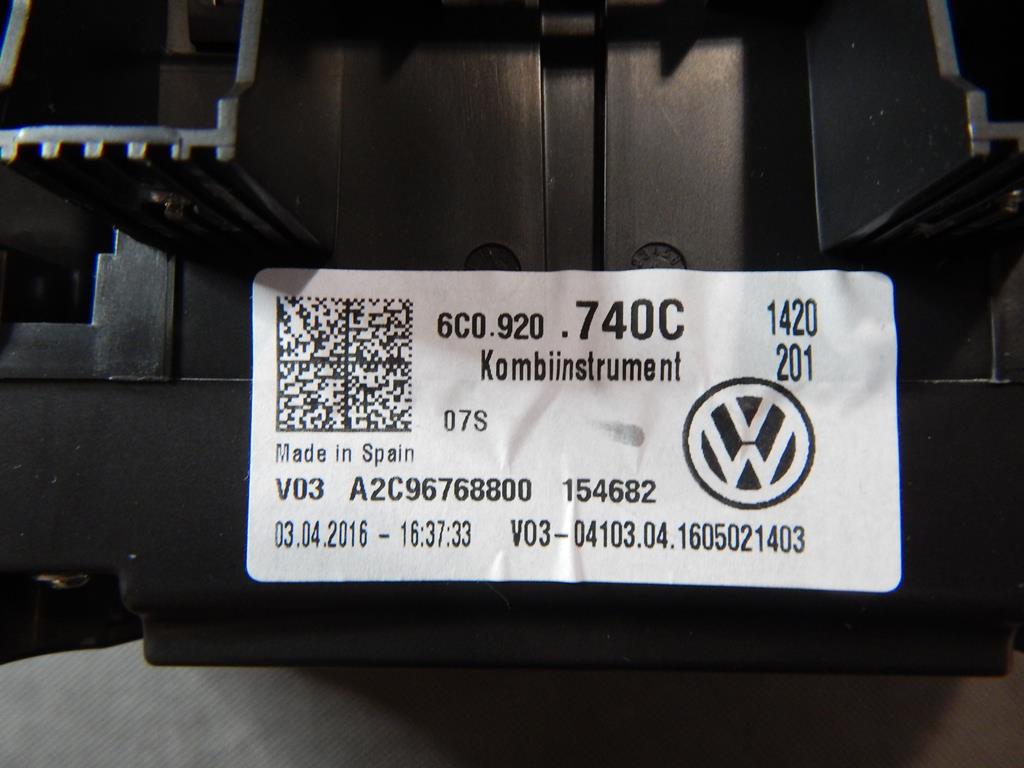 6C0.920 .740C
1420
Kombiinstrument
201
07S
Made in Spain
V03 A2C96768800 154682
03.04.2016 - 16:37:33 V03-04103.04.1605021403